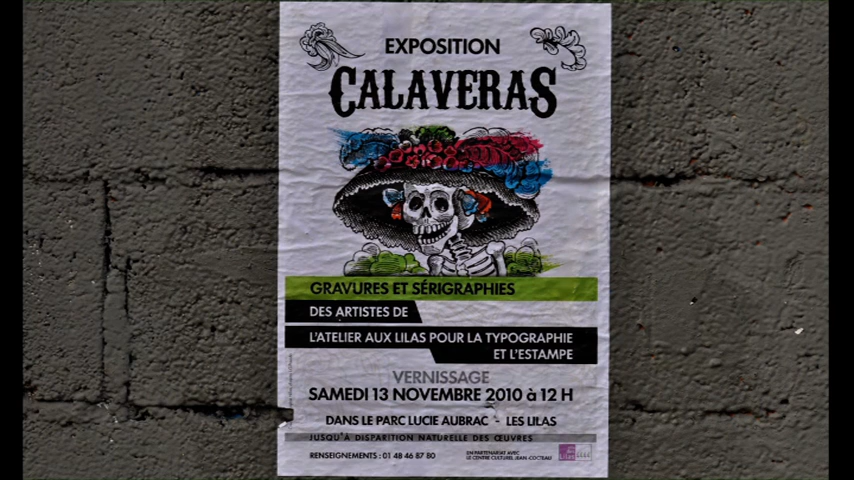 EXPOSITION
CALAVERAS
GRAVURES ET SÉRIGRAPHIES
DES ARTISTES DE
L'ATELIER AUX LILAS POUR LA TYPOGRAPHIE
ET L'ESTAMPE
VERNISSAGE
SAMEDI 13 NOVEMBRE 2010 à 12 H
DANS LE PARC LUCIE AUBRAC - LES LILAS
JUSQU'À DISPARITION NATURELLE DES ŒUVRES
RENSEIGNEMENTS : 01 48 46 87 80
EN PARTENARIAT AVEC
LE CENTRE CULTUREL JEAN-COCTEAU
Lilas